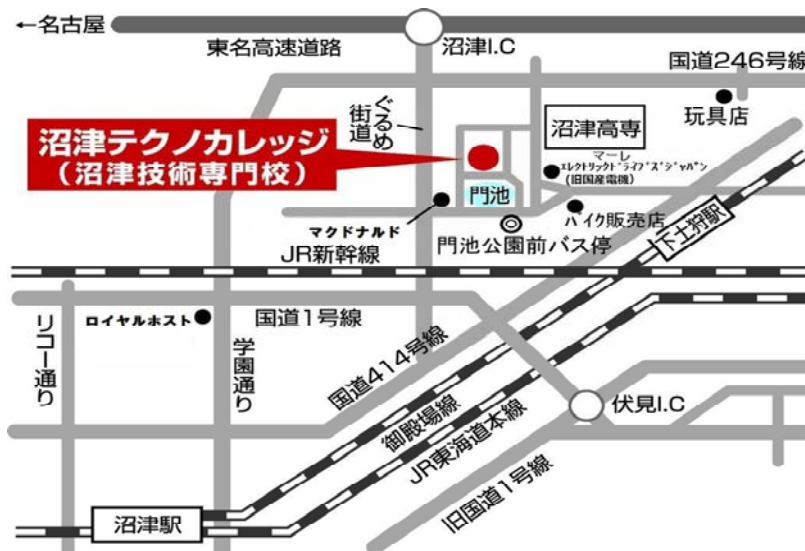 ←名古屋
東名高速道路
沼津I.C
国道246号線
ぐるめ
街道
沼津高専
玩具店
沼津テクノカレッジ
(沼津技術専門校)
マーレ
エレクトリックドライブズジャパン
(旧国産電機)
門池
マクドナルド
バイク販売店
門池公園前バス停
下土狩駅
JR新幹線
ロイヤルホスト
国道1号線
リコー通り
学園通り
国道414号線
御殿場線
JR東海道本線
伏見I.C
旧国道1号線
沼津駅